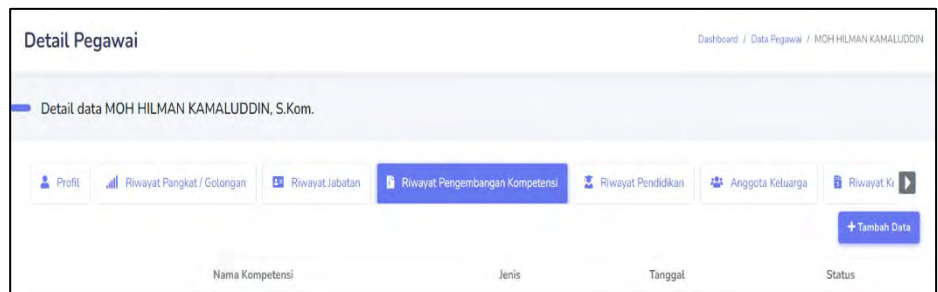 Detail Pegawai
Dashboard / Data Pegawai / MOH HILMAN KAMALUDDIN
Detail data MOH HILMAN KAMALUDDIN, S.Kom.
Profil Riwayat Pangkat / Golongan Riwayat Jabatan Riwayat Pengembangan Kompetensi Riwayat Pendidikan Anggota Keluarga Riwayat
+ Tambah Data
Nama Kompetensi Jenis Tanggal Status